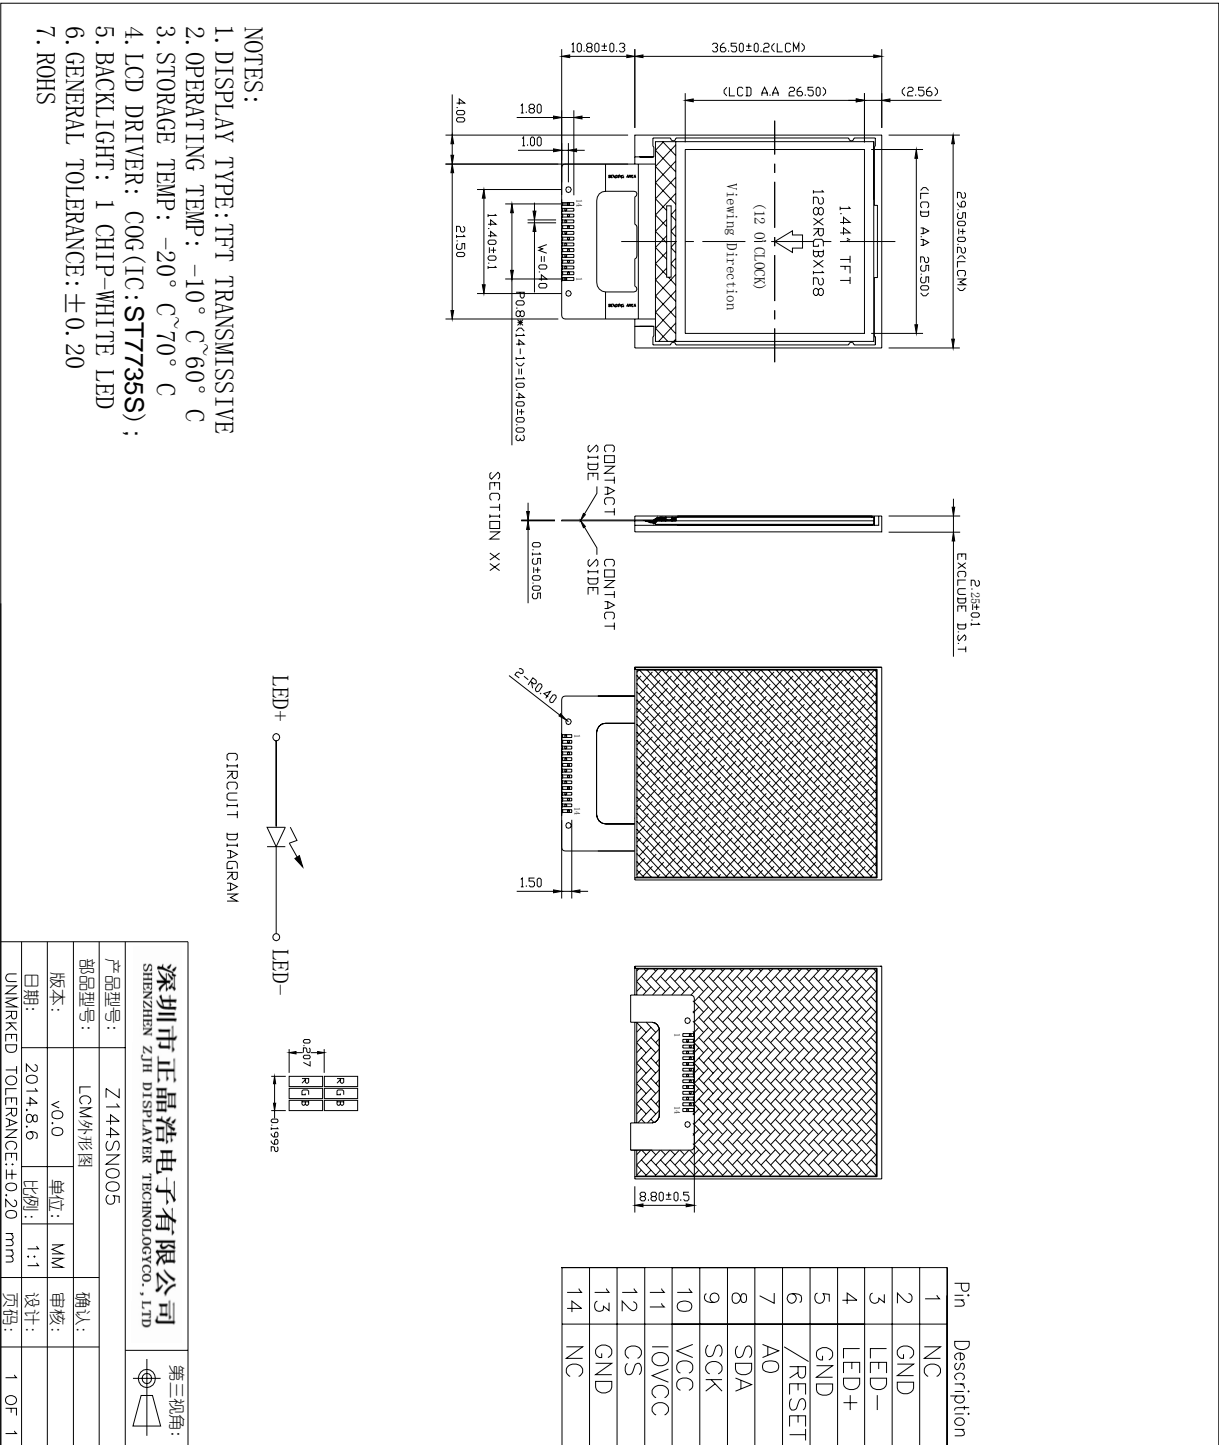 36.50±0.2(LCM)
10.80±0.3
(LCD A.A 26.50)
(2.56)
29.50±0.2(LCM)
(LCD A.A 25.50)
1.80
1.00
4.00
21.50
14.40±0.1
W=0.40
P0.8*(14-1)=10.40±0.03
14
1
1.44" TFT
128XRGBX128
(12 O'CLOCK)
Viewing Direction
CONTACT
SIDE
CONTACT
SIDE
SECTION XX
0.15±0.05
2.25±0.1
EXCLUDE D.S.T
2-R0.40
1
14
1.50
1
14
8.80±0.5
Pin Description
1 NC
2 GND
3 LED-
4 LED+
5 GND
6 /RESET
7 A0
8 SDA
9 SCK
10 VCC
11 IOVCC
12 CS
13 GND
14 NC
NOTES:
1. DISPLAY TYPE:TFT TRANSMISSIVE
2. OPERATING TEMP: -10° C~60° C
3. STORAGE TEMP: -20° C~70° C
4. LCD DRIVER: COG(IC:ST7735S);
5. BACKLIGHT: 1 CHIP-WHITE LED
6. GENERAL TOLERANCE:±0.20
7. ROHS
LED+
LED-
CIRCUIT DIAGRAM
R G B
R G B
0.207
0.1992
深圳市正晶浩电子有限公司
SHENZHEN ZJH DISPLAYER TECHNOLOGYCO., LTD
第三视角:
产品型号: Z144SN005
部品型号: LCM外形图 确认:
版本: v0.0 单位: MM 审核:
日期: 2014.8.6 比例: 1:1 设计:
UNMRKED TOLERANCE:±0.20 mm 页码: 1 OF 1